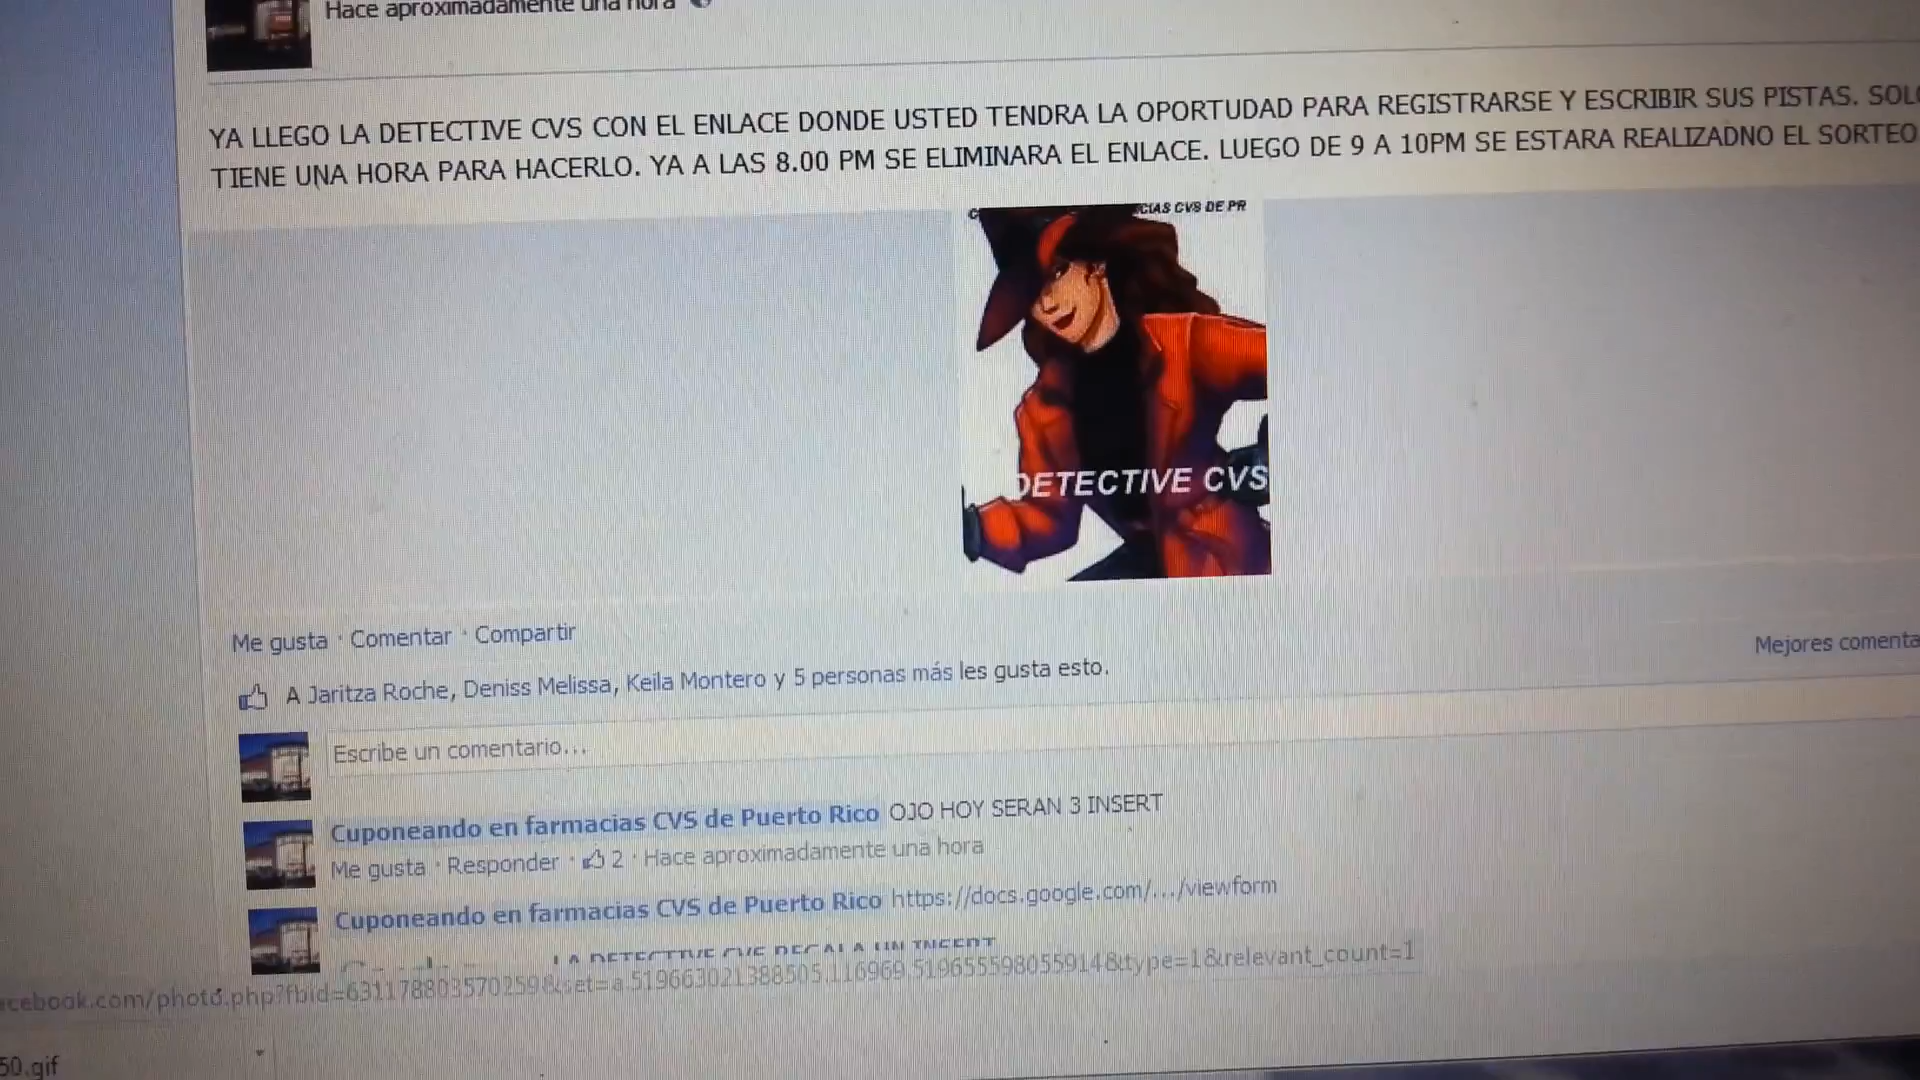 Hace aproximadamente una hora
YA LLEGO LA DETECTIVE CVS CON EL ENLACE DONDE USTED TENDRA LA OPORTUDAD PARA REGISTRARSE Y ESCRIBIR SUS PISTAS. SOLO
TIENE UNA HORA PARA HACERLO. YA A LAS 8.00 PM SE ELIMINARA EL ENLACE. LUEGO DE 9 A 10PM SE ESTARA REALIZADNO EL SORTEO
CVS DE PR
DETECTIVE CVS
Me gusta · Comentar · Compartir
Mejores comenta
A Jaritza Roche, Deniss Melissa, Keila Montero y 5 personas más les gusta esto.
Escribe un comentario...
Cuponeando en farmacias CVS de Puerto Rico OJO HOY SERAN 3 INSERT
Me gusta · Responder · 2 · Hace aproximadamente una hora
Cuponeando en farmacias CVS de Puerto Rico https://docs.google.com/.../viewform
LA DETECTIVE CVS REGALA UN INSERT
acebook.com/photo.php?fbid=631178803570259&set=a.519663021388505.116969.519655598055914&type=1&relevant_count=1
50.gif